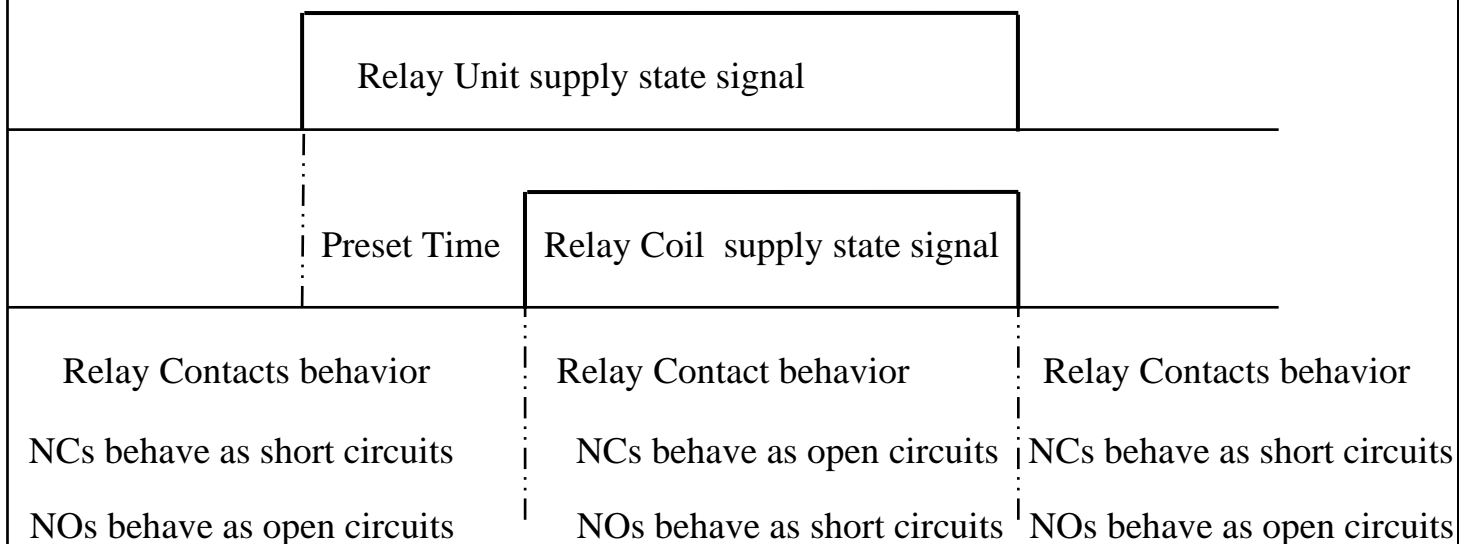 Relay Unit supply state signal
Preset Time
Relay Coil supply state signal
Relay Contacts behavior
Relay Contact behavior
Relay Contacts behavior
NCs behave as short circuits
NCs behave as open circuits
NCs behave as short circuits
NOs behave as open circuits
NOs behave as short circuits
NOs behave as open circuits